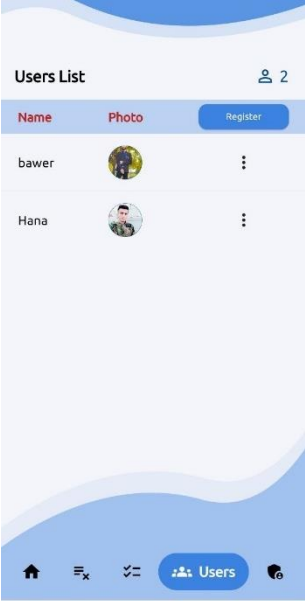 Users List 2
Name Photo Register
bawer
Hana
Users